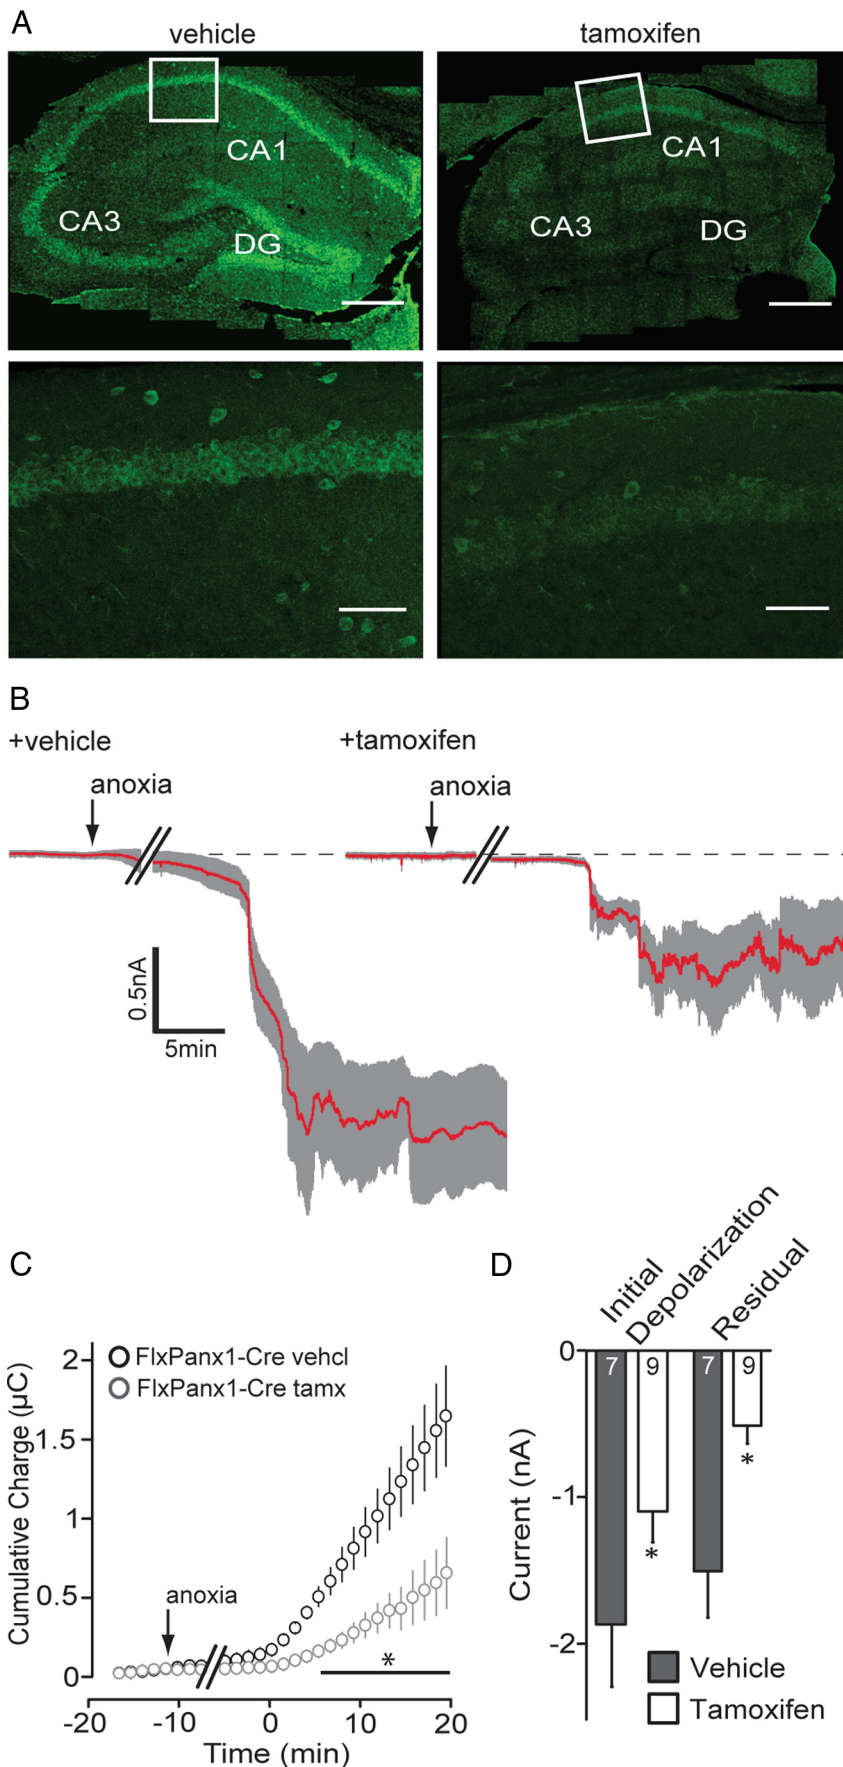 A
vehicle
tamoxifen
CA1
CA3
DG
CA1
CA3
DG
B
+vehicle
+tamoxifen
anoxia
anoxia
0.5nA
5min
C
FlxPanx1-Cre vehcl
FlxPanx1-Cre tamx
Cumulative Charge (µC)
2
1.5
1
0.5
0
anoxia
*
-20
-10
0
10
20
Time (min)
D
Initial
Depolarization
Residual
Current (nA)
0
-1
-2
7
9
7
9
*
*
Vehicle
Tamoxifen